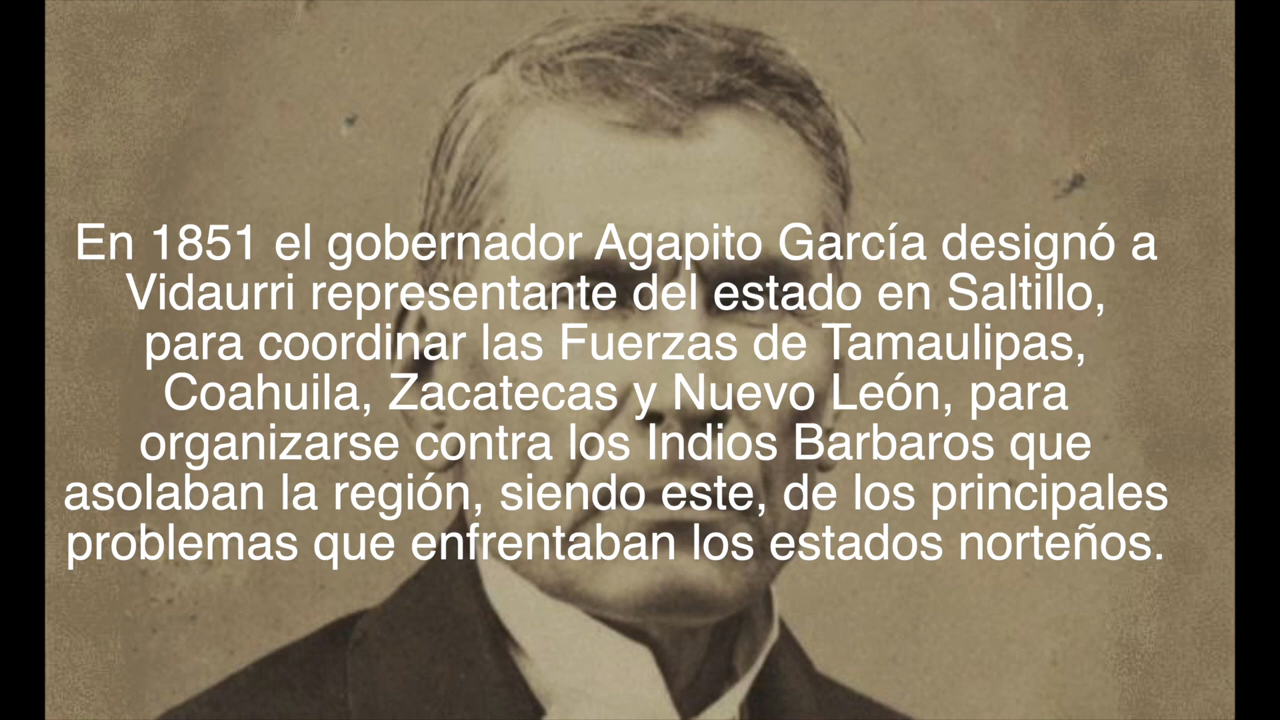 En 1851 el gobernador Agapito García designó a
Vidaurri representante del estado en Saltillo,
para coordinar las Fuerzas de Tamaulipas,
Coahuila, Zacatecas y Nuevo León, para
organizarse contra los Indios Barbaros que
asolaban la región, siendo este, de los principales
problemas que enfrentaban los estados norteños.